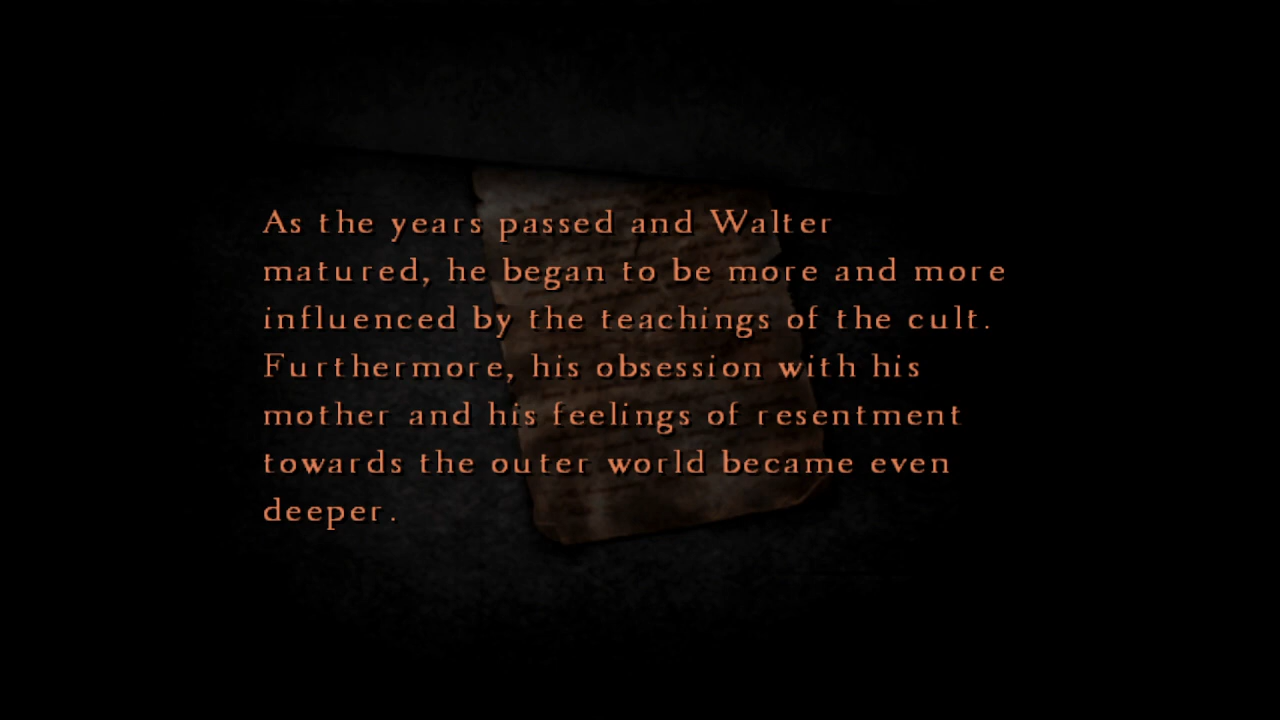 As the years passed and Walter
matured, he began to be more and more
influenced by the teachings of the cult.
Furthermore, his obsession with his
mother and his feelings of resentment
towards the outer world became even
deeper.